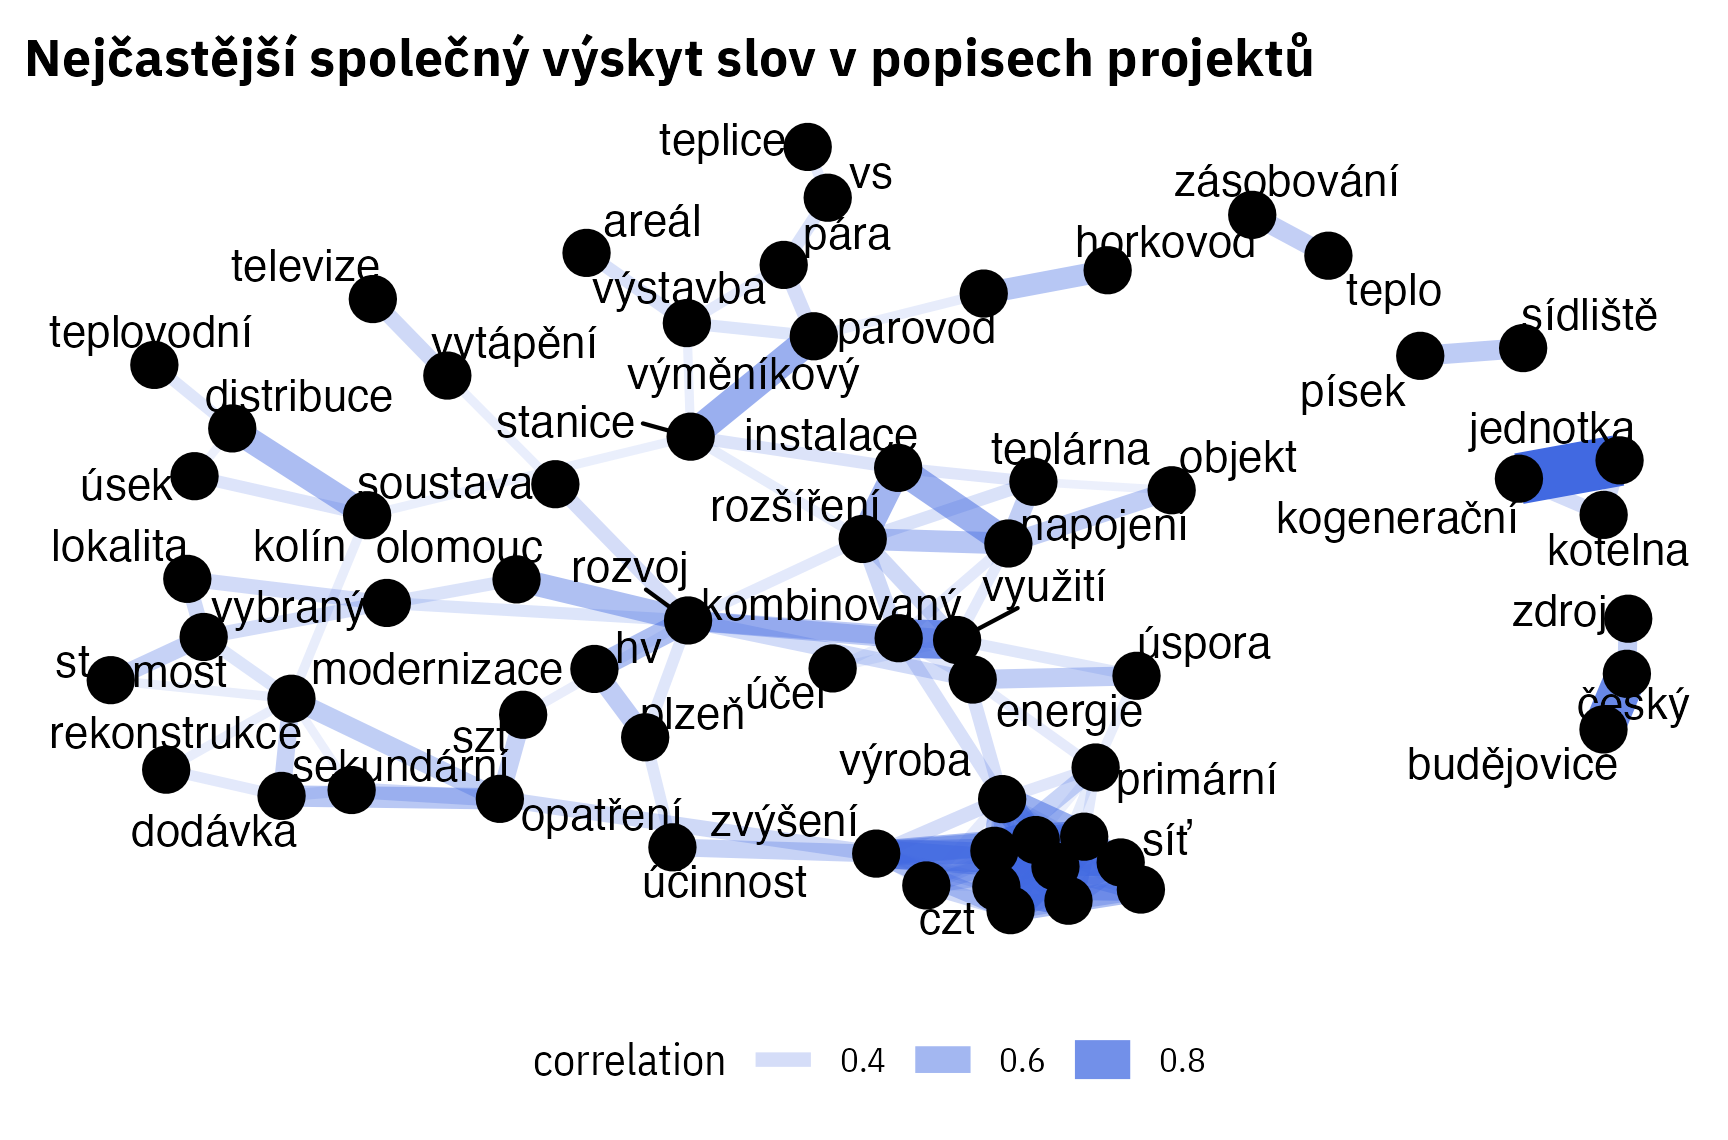 Nejčastější společný výskyt slov v popisech projektů
teplice
vs
zásobování
areál
pára
horkovod
televize
výstavba
teplo
teplovodní
vytápění
parovod
sídliště
distribuce
výměníkový
písek
stanice
instalace
jednotka
úsek
soustava
teplárna
objekt
rozšíření
kogenerační
lokalita
kolín
olomouc
napojení
kotelna
rozvoj
využití
vybraný
kombinovaný
zdroj
st
most
modernizace
hv
úspora
účel
český
rekonstrukce
szt
plzeň
energie
sekundární
výroba
primární
budějovice
dodávka
opatření
zvýšení
síť
účinnost
czt
correlation 0.4 0.6 0.8